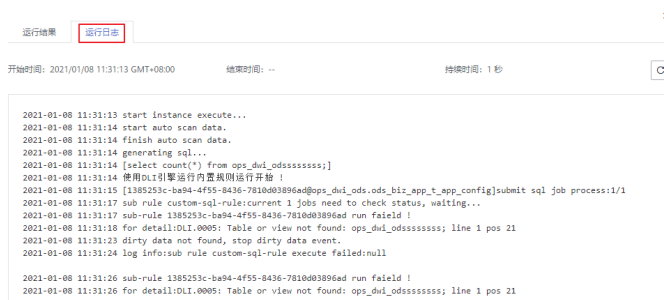 运行结果 运行日志
开始时间: 2021/01/08 11:31:13 GMT+08:00 结束时间: -- 持续时间: 1 秒
2021-01-08 11:31:13 start instance execute...
2021-01-08 11:31:14 start auto scan data.
2021-01-08 11:31:14 finish auto scan data.
2021-01-08 11:31:14 generating sql...
2021-01-08 11:31:14 [select count(*) from ops_dwi_odssssssss;]
2021-01-08 11:31:14 使用DLI引擎运行内置规则运行开始 !
2021-01-08 11:31:15 [1385253c-ba94-4f55-8436-7810d03896ad@ops_dwi_ods.ods_biz_app_t_app_config]submit sql job process:1/1
2021-01-08 11:31:17 sub rule custom-sql-rule:current 1 jobs need to check status, waiting...
2021-01-08 11:31:17 sub-rule 1385253c-ba94-4f55-8436-7810d03896ad run faield !
2021-01-08 11:31:18 for detail:DLI.0005: Table or view not found: ops_dwi_odssssssss; line 1 pos 21
2021-01-08 11:31:23 dirty data not found, stop dirty data event.
2021-01-08 11:31:24 log info:sub rule custom-sql-rule execute failed:null
2021-01-08 11:31:26 sub-rule 1385253c-ba94-4f55-8436-7810d03896ad run faield !
2021-01-08 11:31:26 for detail:DLI.0005: Table or view not found: ops_dwi_odssssssss; line 1 pos 21